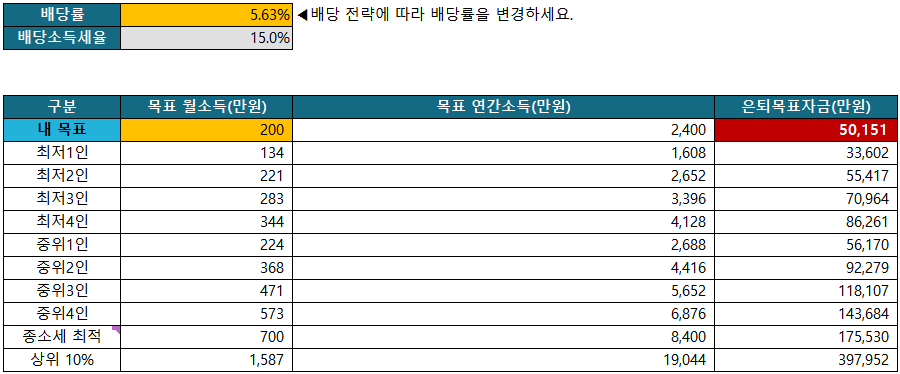 배당률 5.63% ◀배당 전략에 따라 배당률을 변경하세요.
배당소득세율 15.0%
구분 목표 월소득(만원) 목표 연간소득(만원) 은퇴목표자금(만원)
내 목표 200 2,400 50,151
최저1인 134 1,608 33,602
최저2인 221 2,652 55,417
최저3인 283 3,396 70,964
최저4인 344 4,128 86,261
중위1인 224 2,688 56,170
중위2인 368 4,416 92,279
중위3인 471 5,652 118,107
중위4인 573 6,876 143,684
종소세 최적 700 8,400 175,530
상위 10% 1,587 19,044 397,952